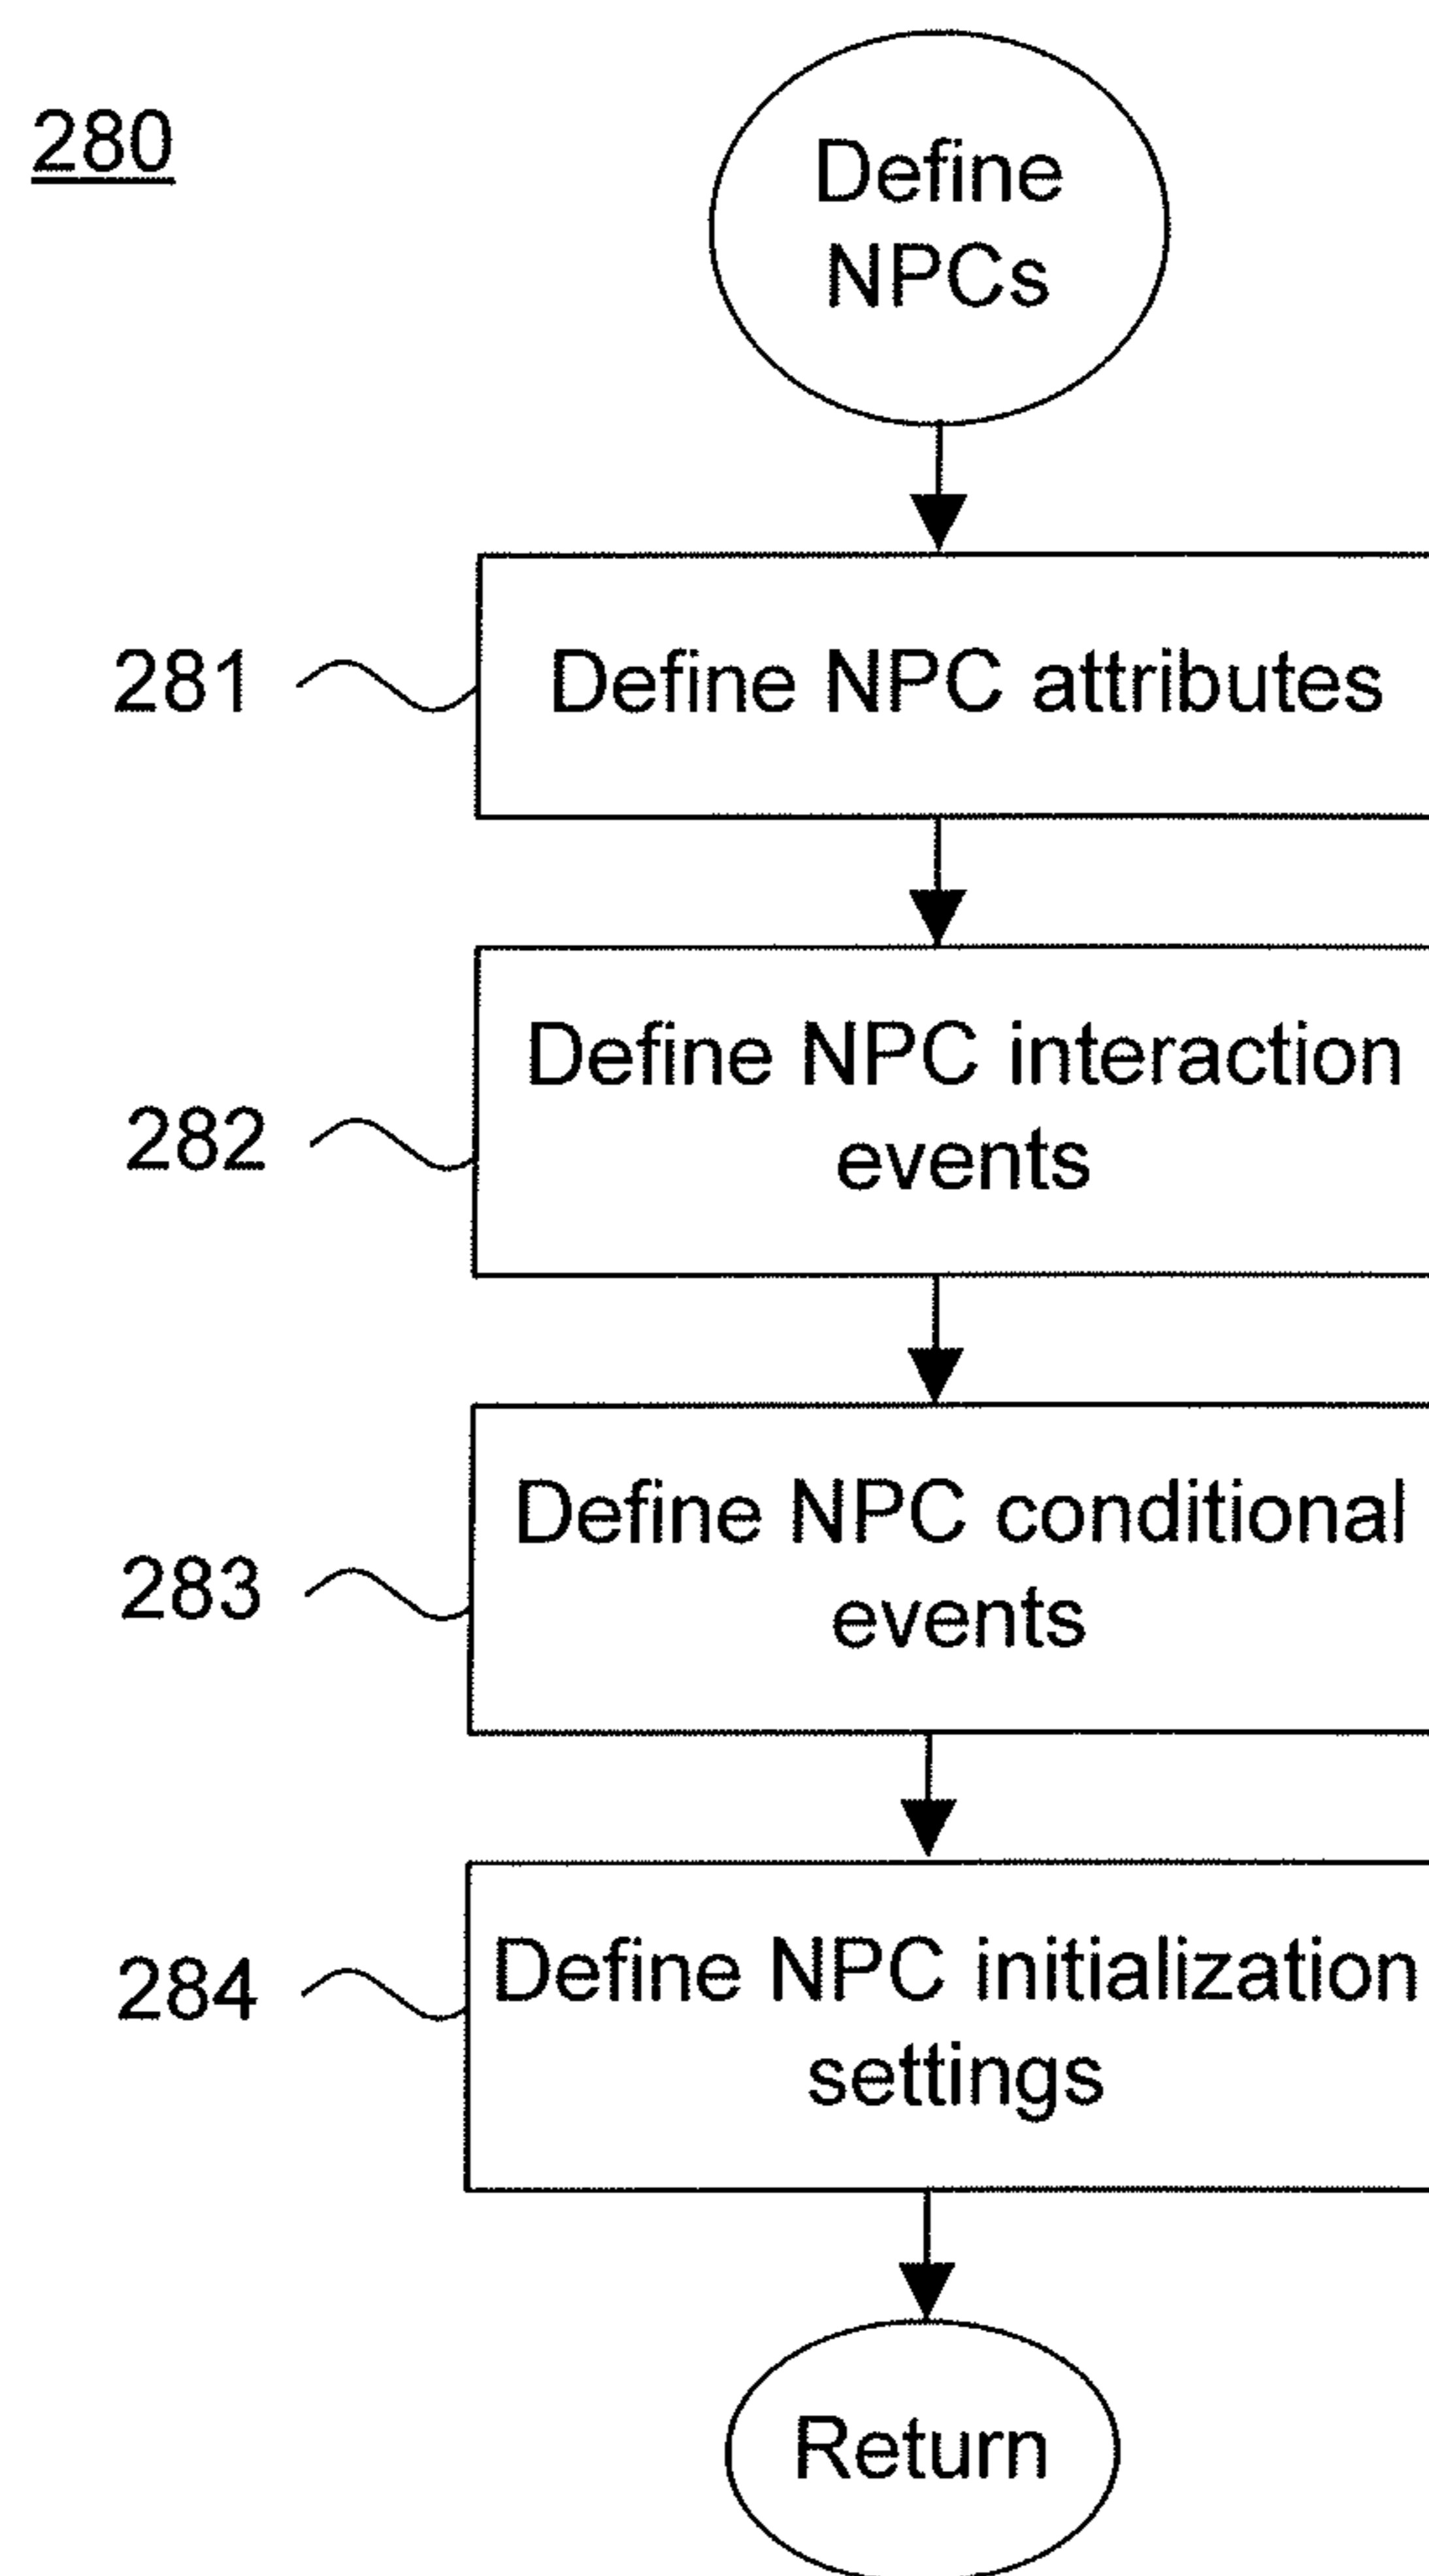 280
Define
NPCs
281
Define NPC attributes
282
Define NPC interaction
events
283
Define NPC conditional
events
284
Define NPC initialization
settings
Return